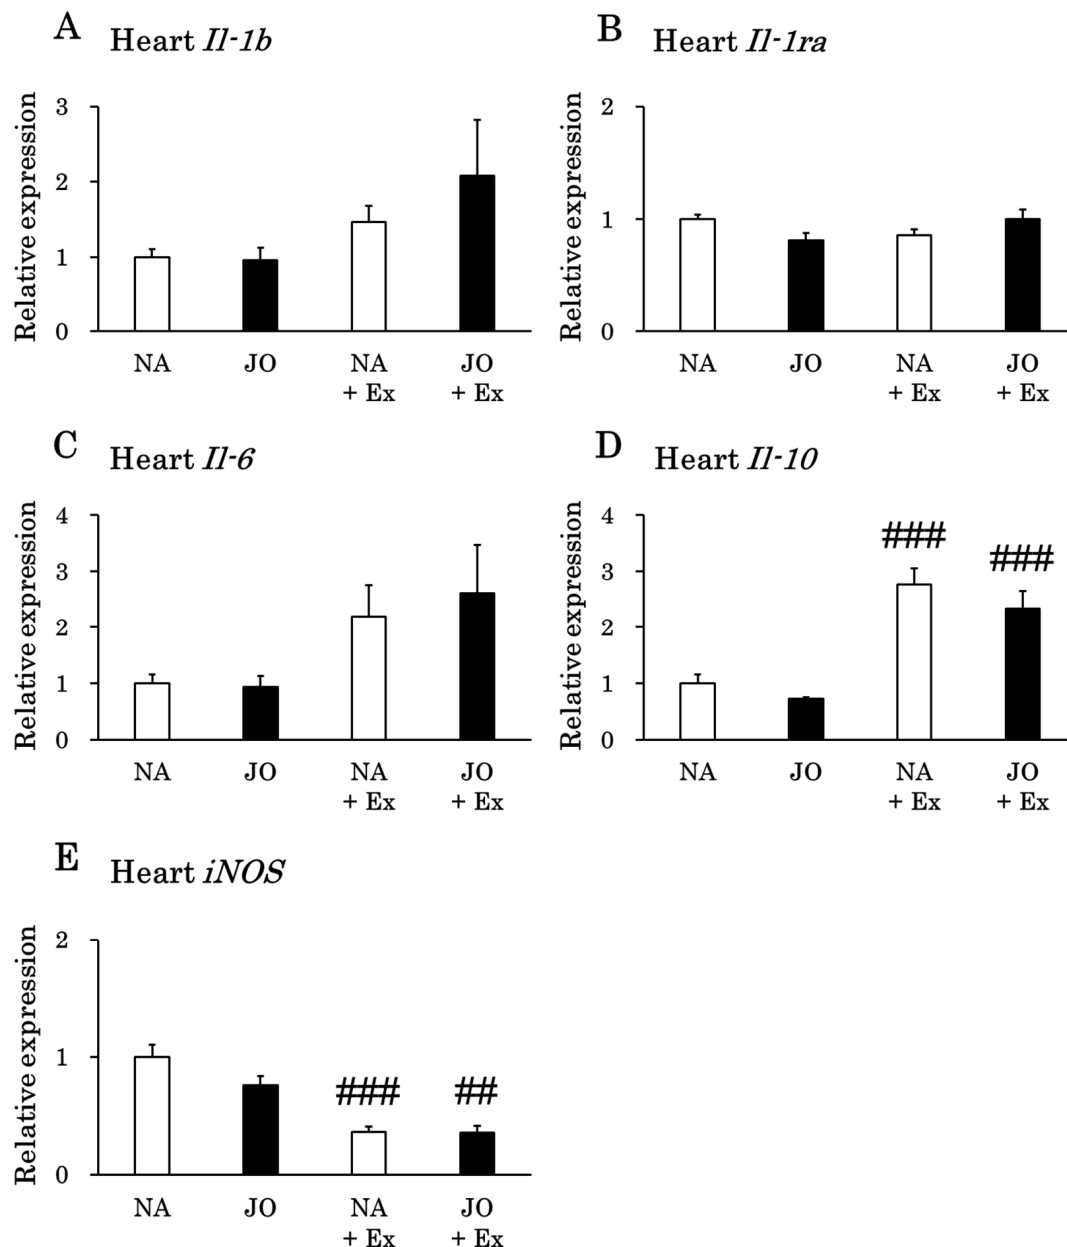 A
Heart Il-1b
Relative expression
3
2
1
0
NA
JO
NA
+ Ex
JO
+ Ex
B
Heart Il-1ra
Relative expression
2
1
0
NA
JO
NA
+ Ex
JO
+ Ex
C
Heart Il-6
Relative expression
4
3
2
1
0
NA
JO
NA
+ Ex
JO
+ Ex
D
Heart Il-10
Relative expression
4
3
2
1
0
###
###
NA
JO
NA
+ Ex
JO
+ Ex
E
Heart iNOS
Relative expression
2
1
0
###
##
NA
JO
NA
+ Ex
JO
+ Ex